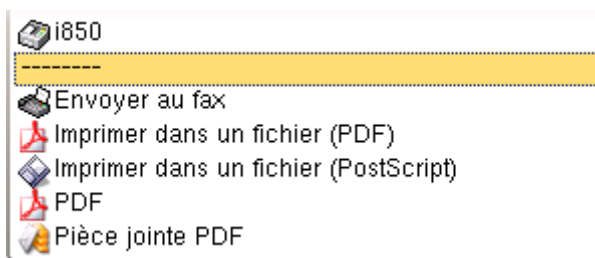 i850
--------
Envoyer au fax
Imprimer dans un fichier (PDF)
Imprimer dans un fichier (PostScript)
PDF
Pièce jointe PDF